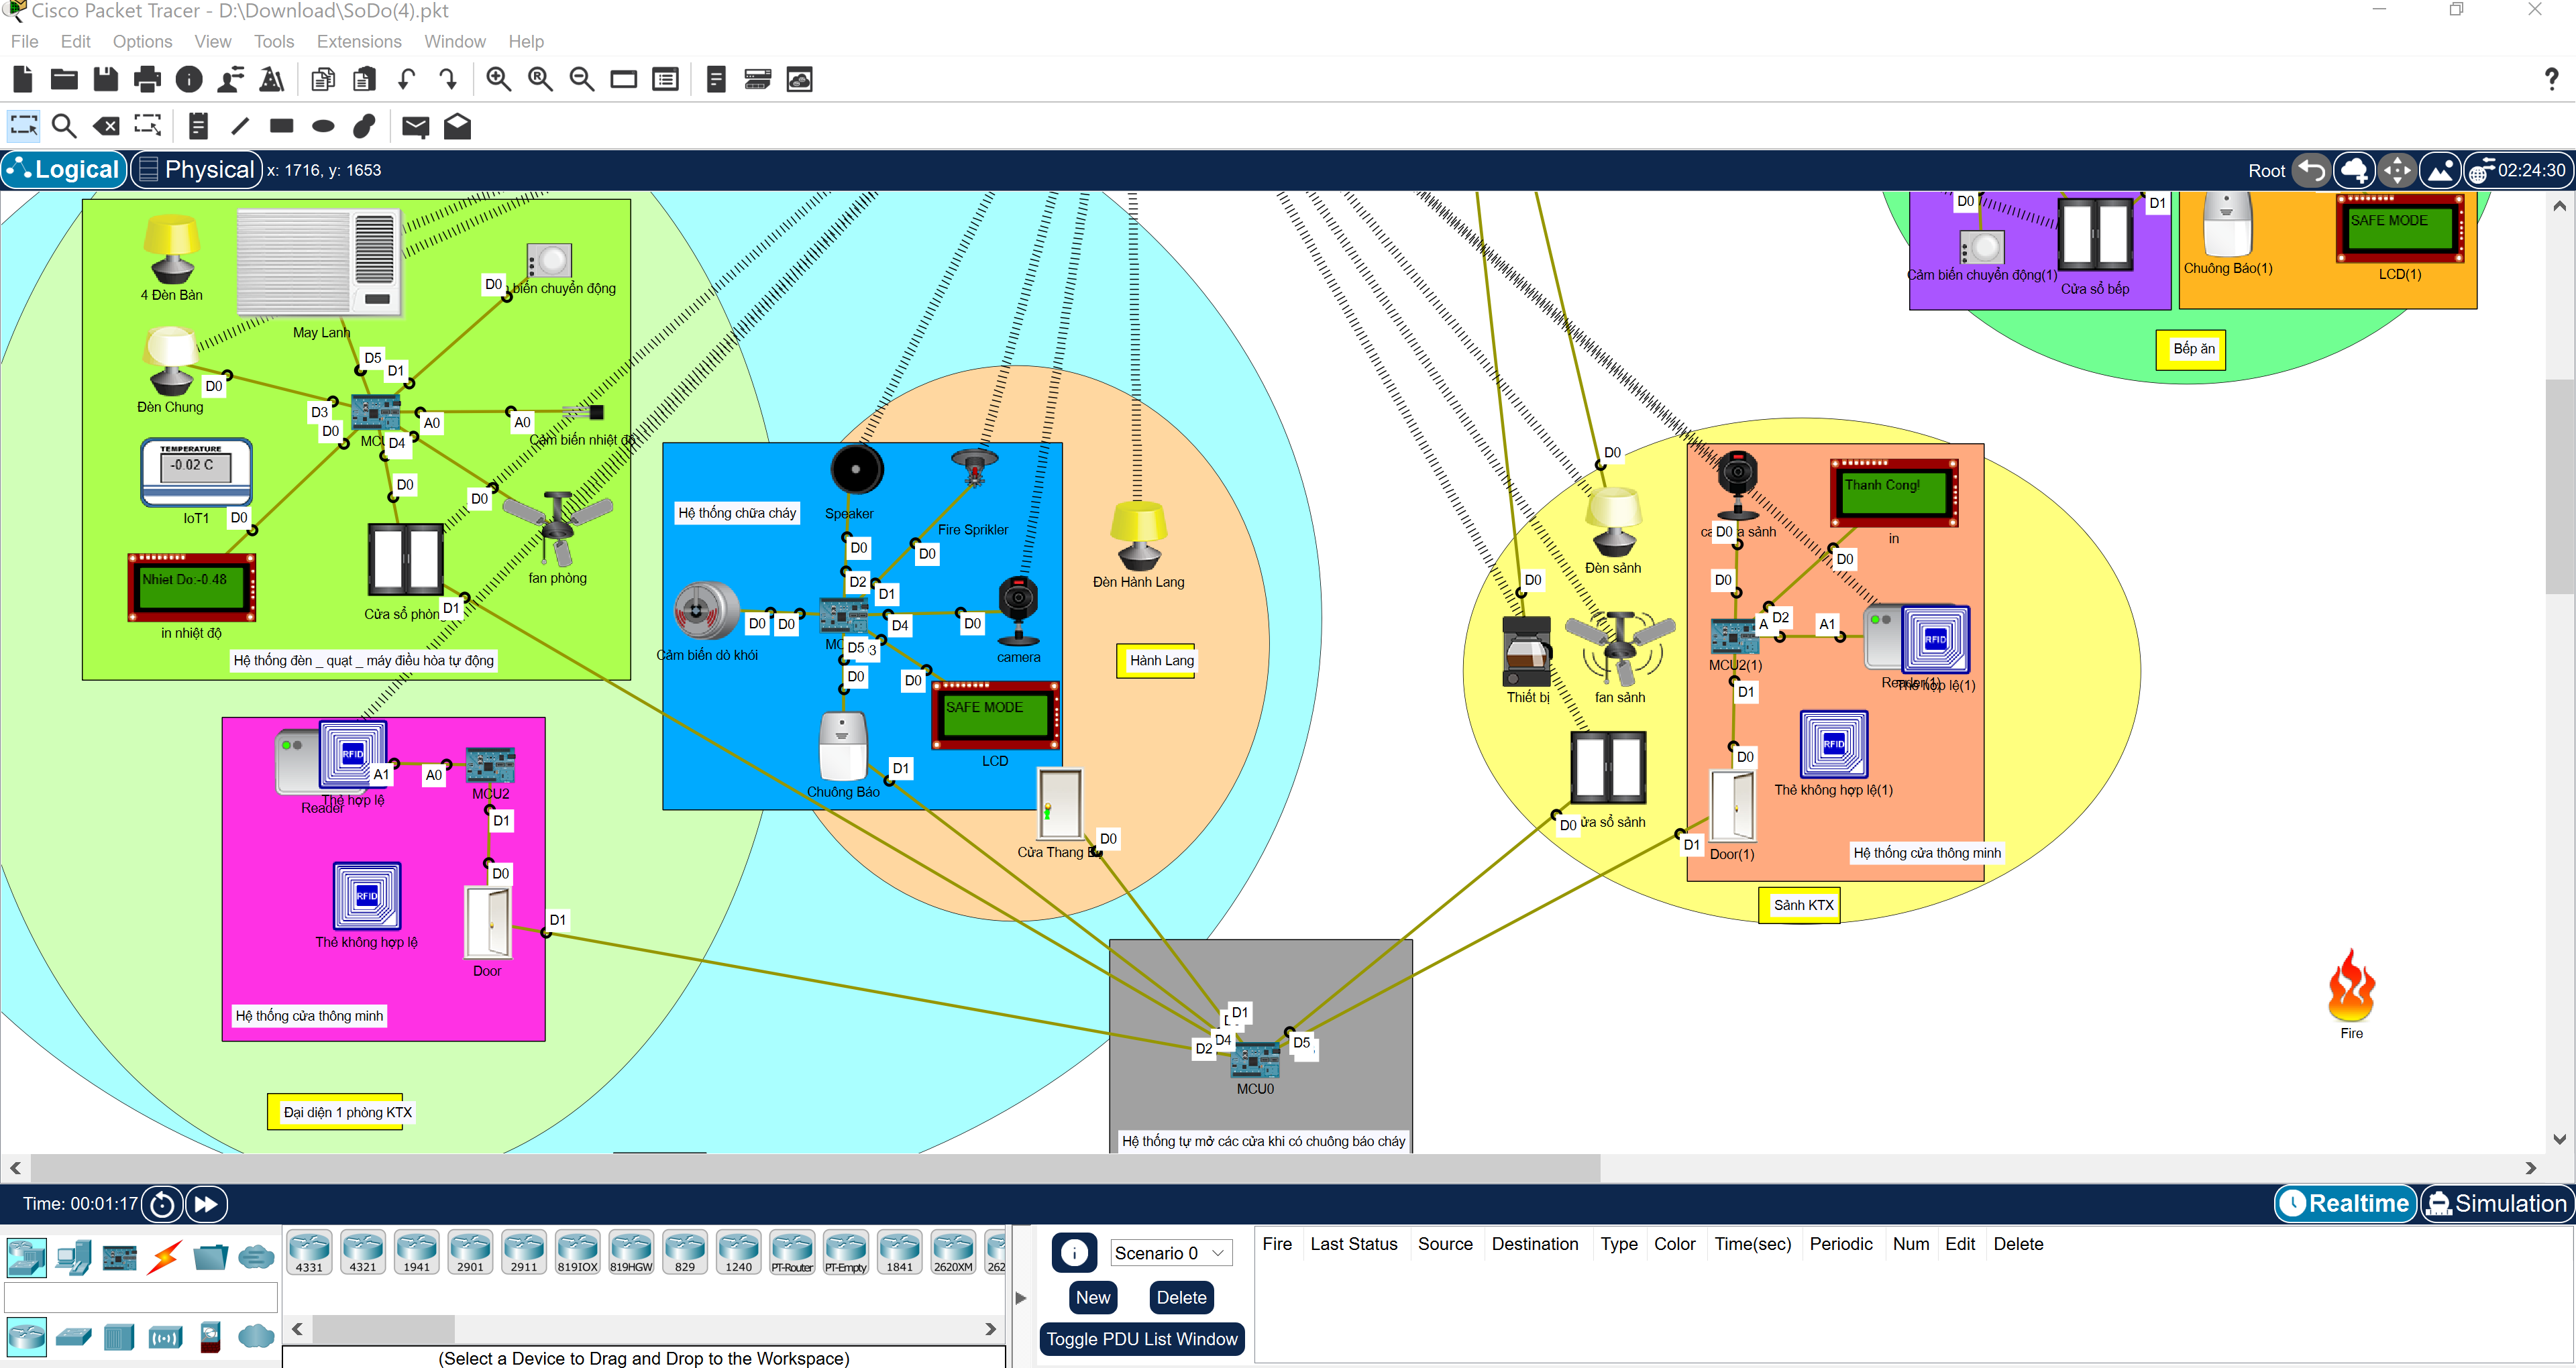 Cisco Packet Tracer - D:\Download\SoDo(4).pkt
File Edit Options View Tools Extensions Window Help
Logical Physical x: 1716, y: 1653 Root 02:24:30
4 Đèn Bàn
May Lanh
D0
biến chuyển động
D5
D1
D0
Đèn Chung
D3
D0
MCU
D4
A0
A0
Cảm biến nhiệt độ
TEMPERATURE
-0.02 C
IoT1
D0
D0
D0
Nhiet Do:-0.48
in nhiệt độ
Cửa sổ phòn
D1
fan phòng
Hệ thống đèn _ quạt _ máy điều hòa tự động
RFID
A1
A0
Thẻ hợp lệ
Reader
MCU2
D1
D0
RFID
Thẻ không hợp lệ
Door
D1
Hệ thống cửa thông minh
Đại diện 1 phòng KTX
Hệ thống chữa cháy
Speaker
Fire Sprikler
D0
D0
D2
D1
D0
D0
D4
D0
MC
D5
3
Cảm biến dò khói
camera
D0
D0
SAFE MODE
LCD
Chuông Báo
D1
Cửa Thang B
D0
Đèn Hành Lang
Hành Lang
D1
D4
D2
D5
MCU0
Hệ thống tự mở các cửa khi có chuông báo cháy
D0
Đèn sảnh
D0
Thiết bị
fan sảnh
D0
ửa sổ sảnh
D0
a sảnh
Thanh Cong!
in
D0
D0
A
D2
A1
MCU2(1)
RFID
Reader(1)
Thẻ hợp lệ(1)
D1
D0
RFID
Thẻ không hợp lệ(1)
D1
Door(1)
Hệ thống cửa thông minh
Sảnh KTX
D0
D1
Cảm biến chuyển động(1)
Cửa sổ bếp
Chuông Báo(1)
SAFE MODE
LCD(1)
Bếp ăn
Fire
Time: 00:01:17
Realtime Simulation
4331 4321 1941 2901 2911 819IOX 819HGW 829 1240 PT-Router PT-Empty 1841 2620XM 262
(Select a Device to Drag and Drop to the Workspace)
Scenario 0
New Delete
Toggle PDU List Window
Fire Last Status Source Destination Type Color Time(sec) Periodic Num Edit Delete